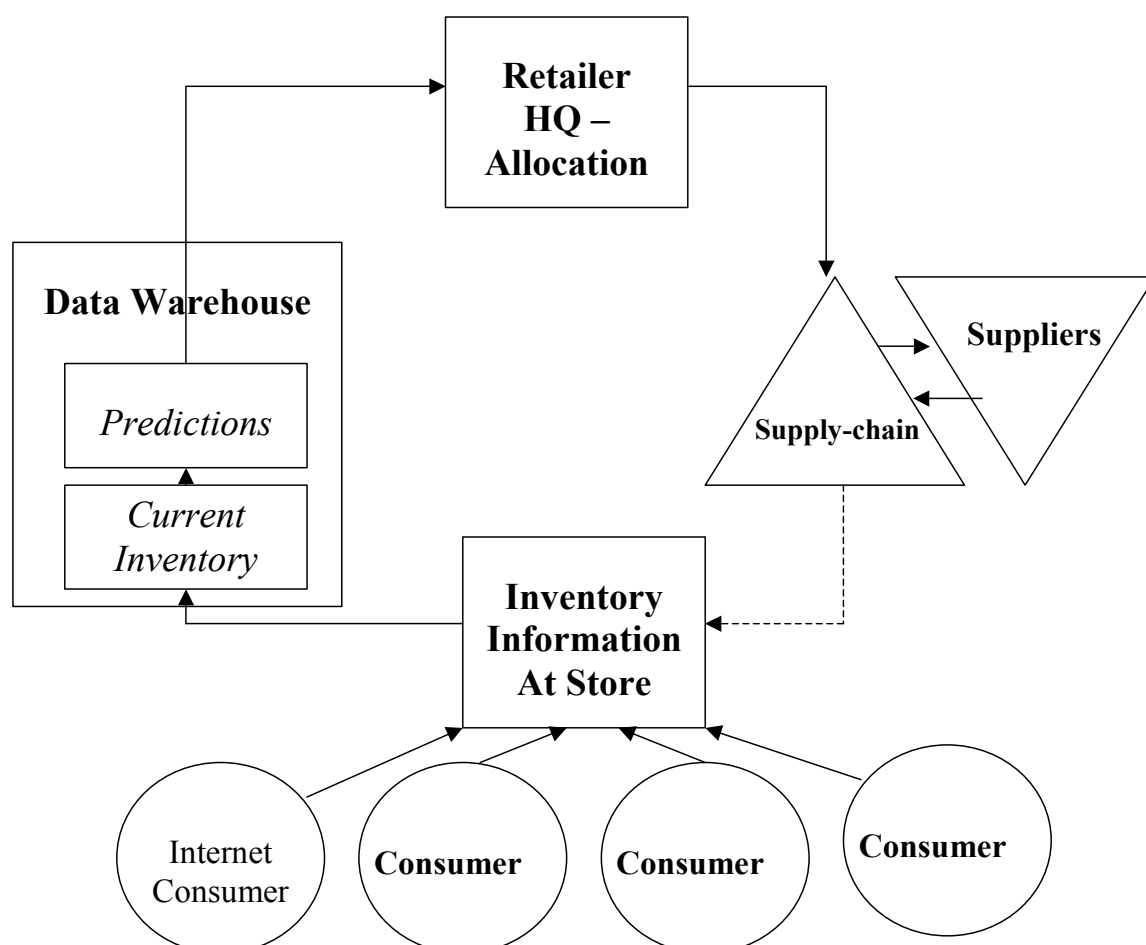 Retailer
HQ –
Allocation
Data Warehouse
Suppliers
Predictions
Supply-chain
Current
Inventory
Inventory
Information
At Store
Internet
Consumer
Consumer
Consumer
Consumer